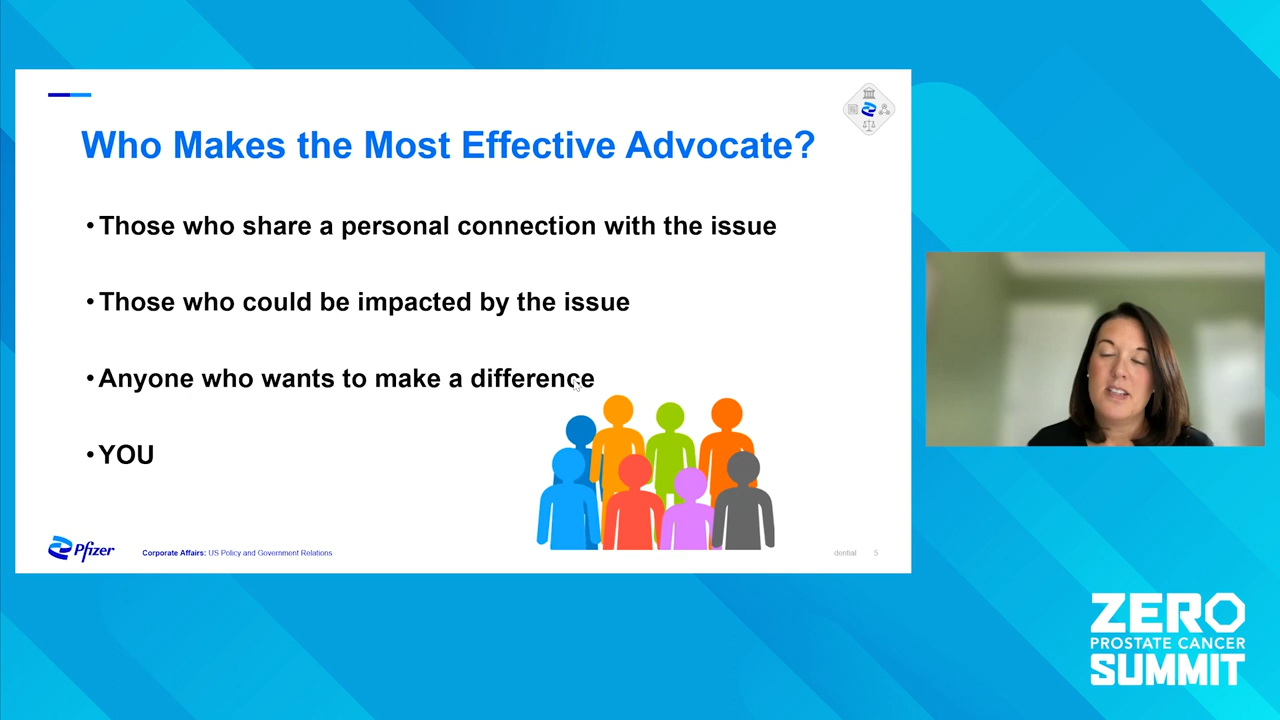 Who Makes the Most Effective Advocate?
• Those who share a personal connection with the issue
• Those who could be impacted by the issue
• Anyone who wants to make a difference
• YOU
Pfizer
Corporate Affairs: US Policy and Government Relations
dential 5
ZERO
PROSTATE CANCER
SUMMIT